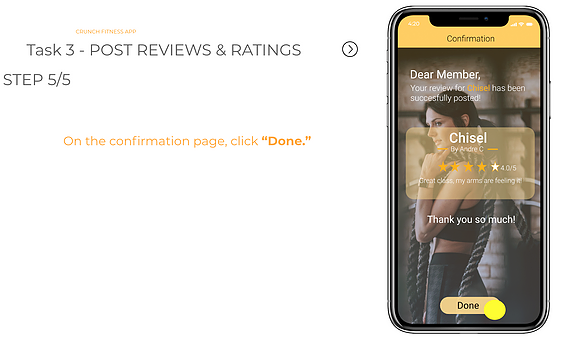 CRUNCH FITNESS APP
Task 3 - POST REVIEWS & RATINGS
STEP 5/5
On the confirmation page, click “Done.”
4:20
Confirmation
Dear Member,
Your review for Chisel has been
succesfully posted!
Chisel
By Andre C
4.0/5
Great class, my arms are feeling it!
Thank you so much!
Done